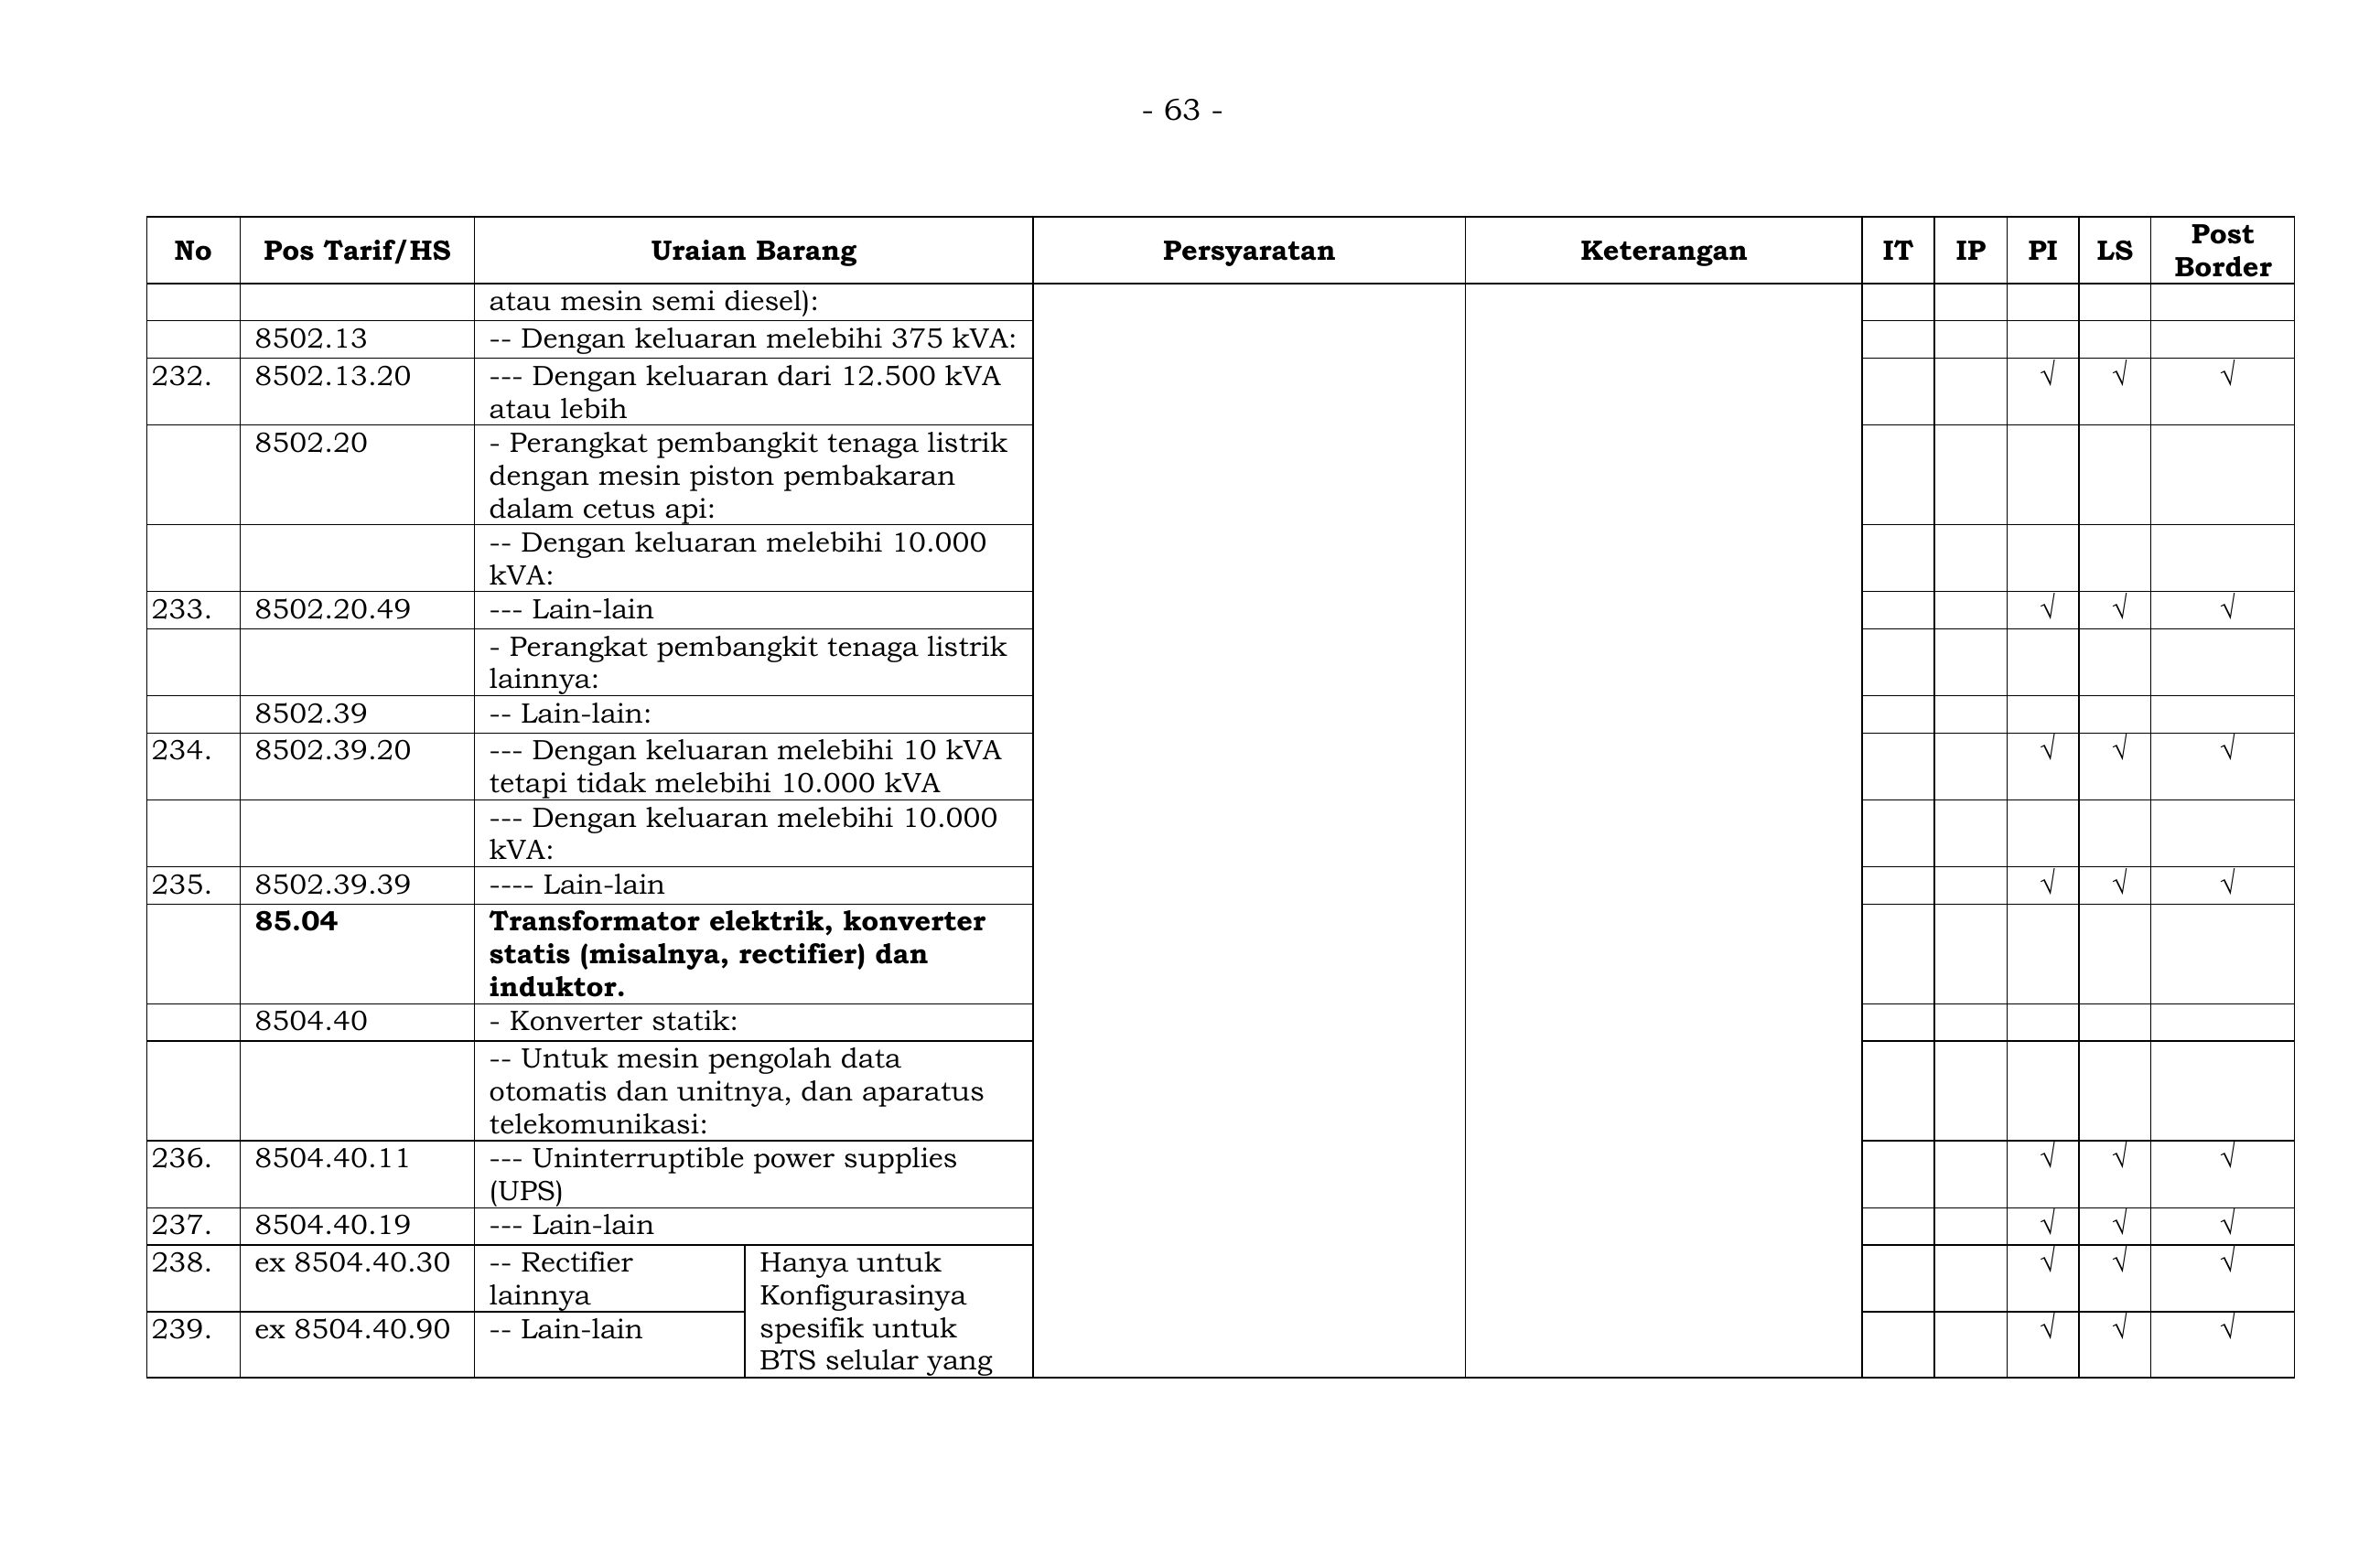 - 63 -
No Pos Tarif/HS Uraian Barang Persyaratan Keterangan IT IP PI LS Post Border
atau mesin semi diesel):
8502.13 -- Dengan keluaran melebihi 375 kVA:
232. 8502.13.20 --- Dengan keluaran dari 12.500 kVA √ √ √
atau lebih
8502.20 - Perangkat pembangkit tenaga listrik
dengan mesin piston pembakaran
dalam cetus api:
-- Dengan keluaran melebihi 10.000
kVA:
233. 8502.20.49 --- Lain-lain √ √ √
- Perangkat pembangkit tenaga listrik
lainnya:
8502.39 -- Lain-lain:
234. 8502.39.20 --- Dengan keluaran melebihi 10 kVA √ √ √
tetapi tidak melebihi 10.000 kVA
--- Dengan keluaran melebihi 10.000
kVA:
235. 8502.39.39 ---- Lain-lain √ √ √
85.04 Transformator elektrik, konverter
statis (misalnya, rectifier) dan
induktor.
8504.40 - Konverter statik:
-- Untuk mesin pengolah data
otomatis dan unitnya, dan aparatus
telekomunikasi:
236. 8504.40.11 --- Uninterruptible power supplies √ √ √
(UPS)
237. 8504.40.19 --- Lain-lain √ √ √
238. ex 8504.40.30 -- Rectifier Hanya untuk √ √ √
lainnya Konfigurasinya
239. ex 8504.40.90 -- Lain-lain spesifik untuk √ √ √
BTS selular yang